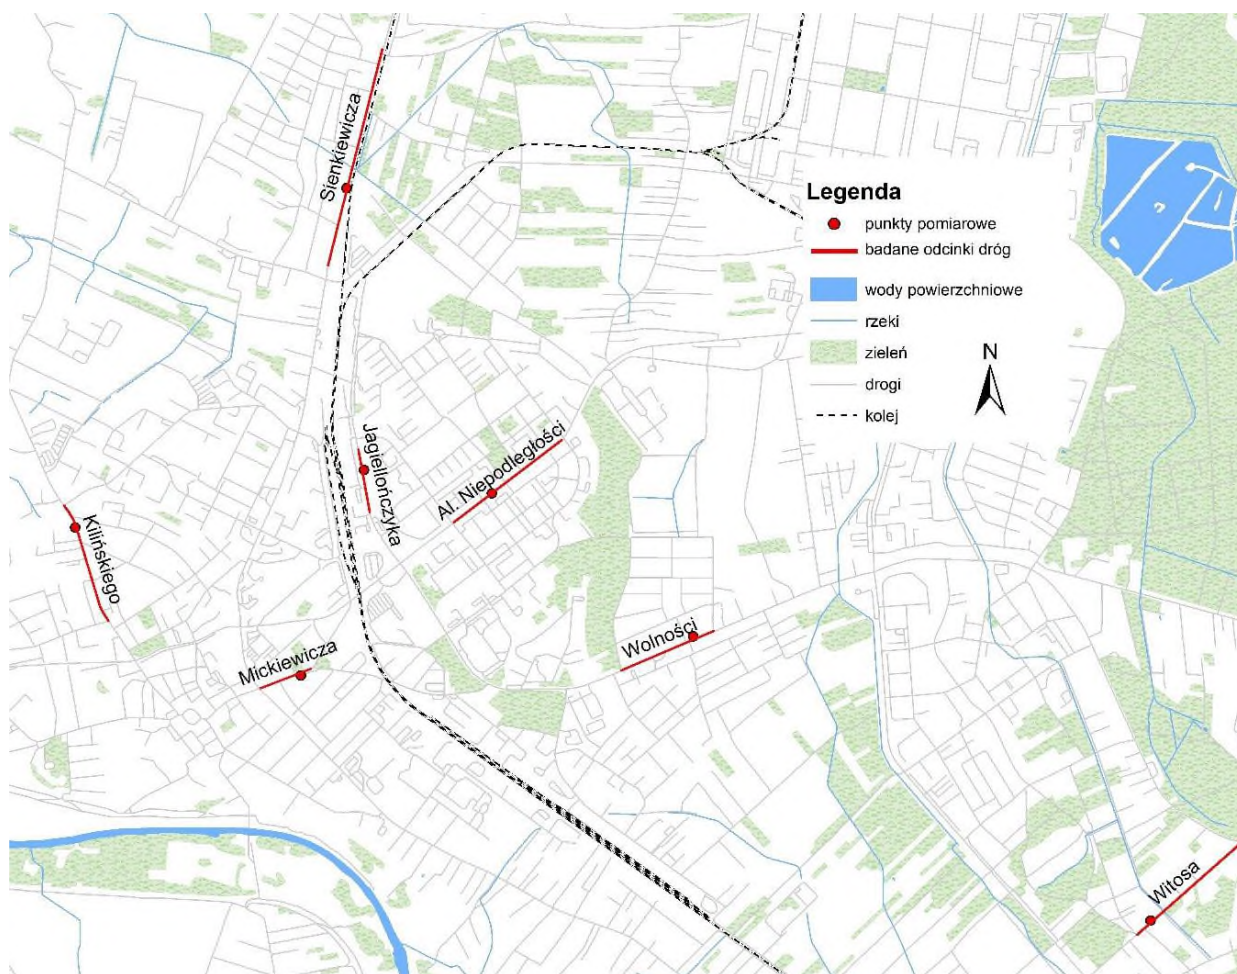 Sienkiewicza
Legenda
punkty pomiarowe
badane odcinki dróg
wody powierzchniowe
rzeki
zieleń
drogi
kolej
N
Jagiellończyka
Al. Niepodległości
Kilińskiego
Wolności
Mickiewicza
Witosa